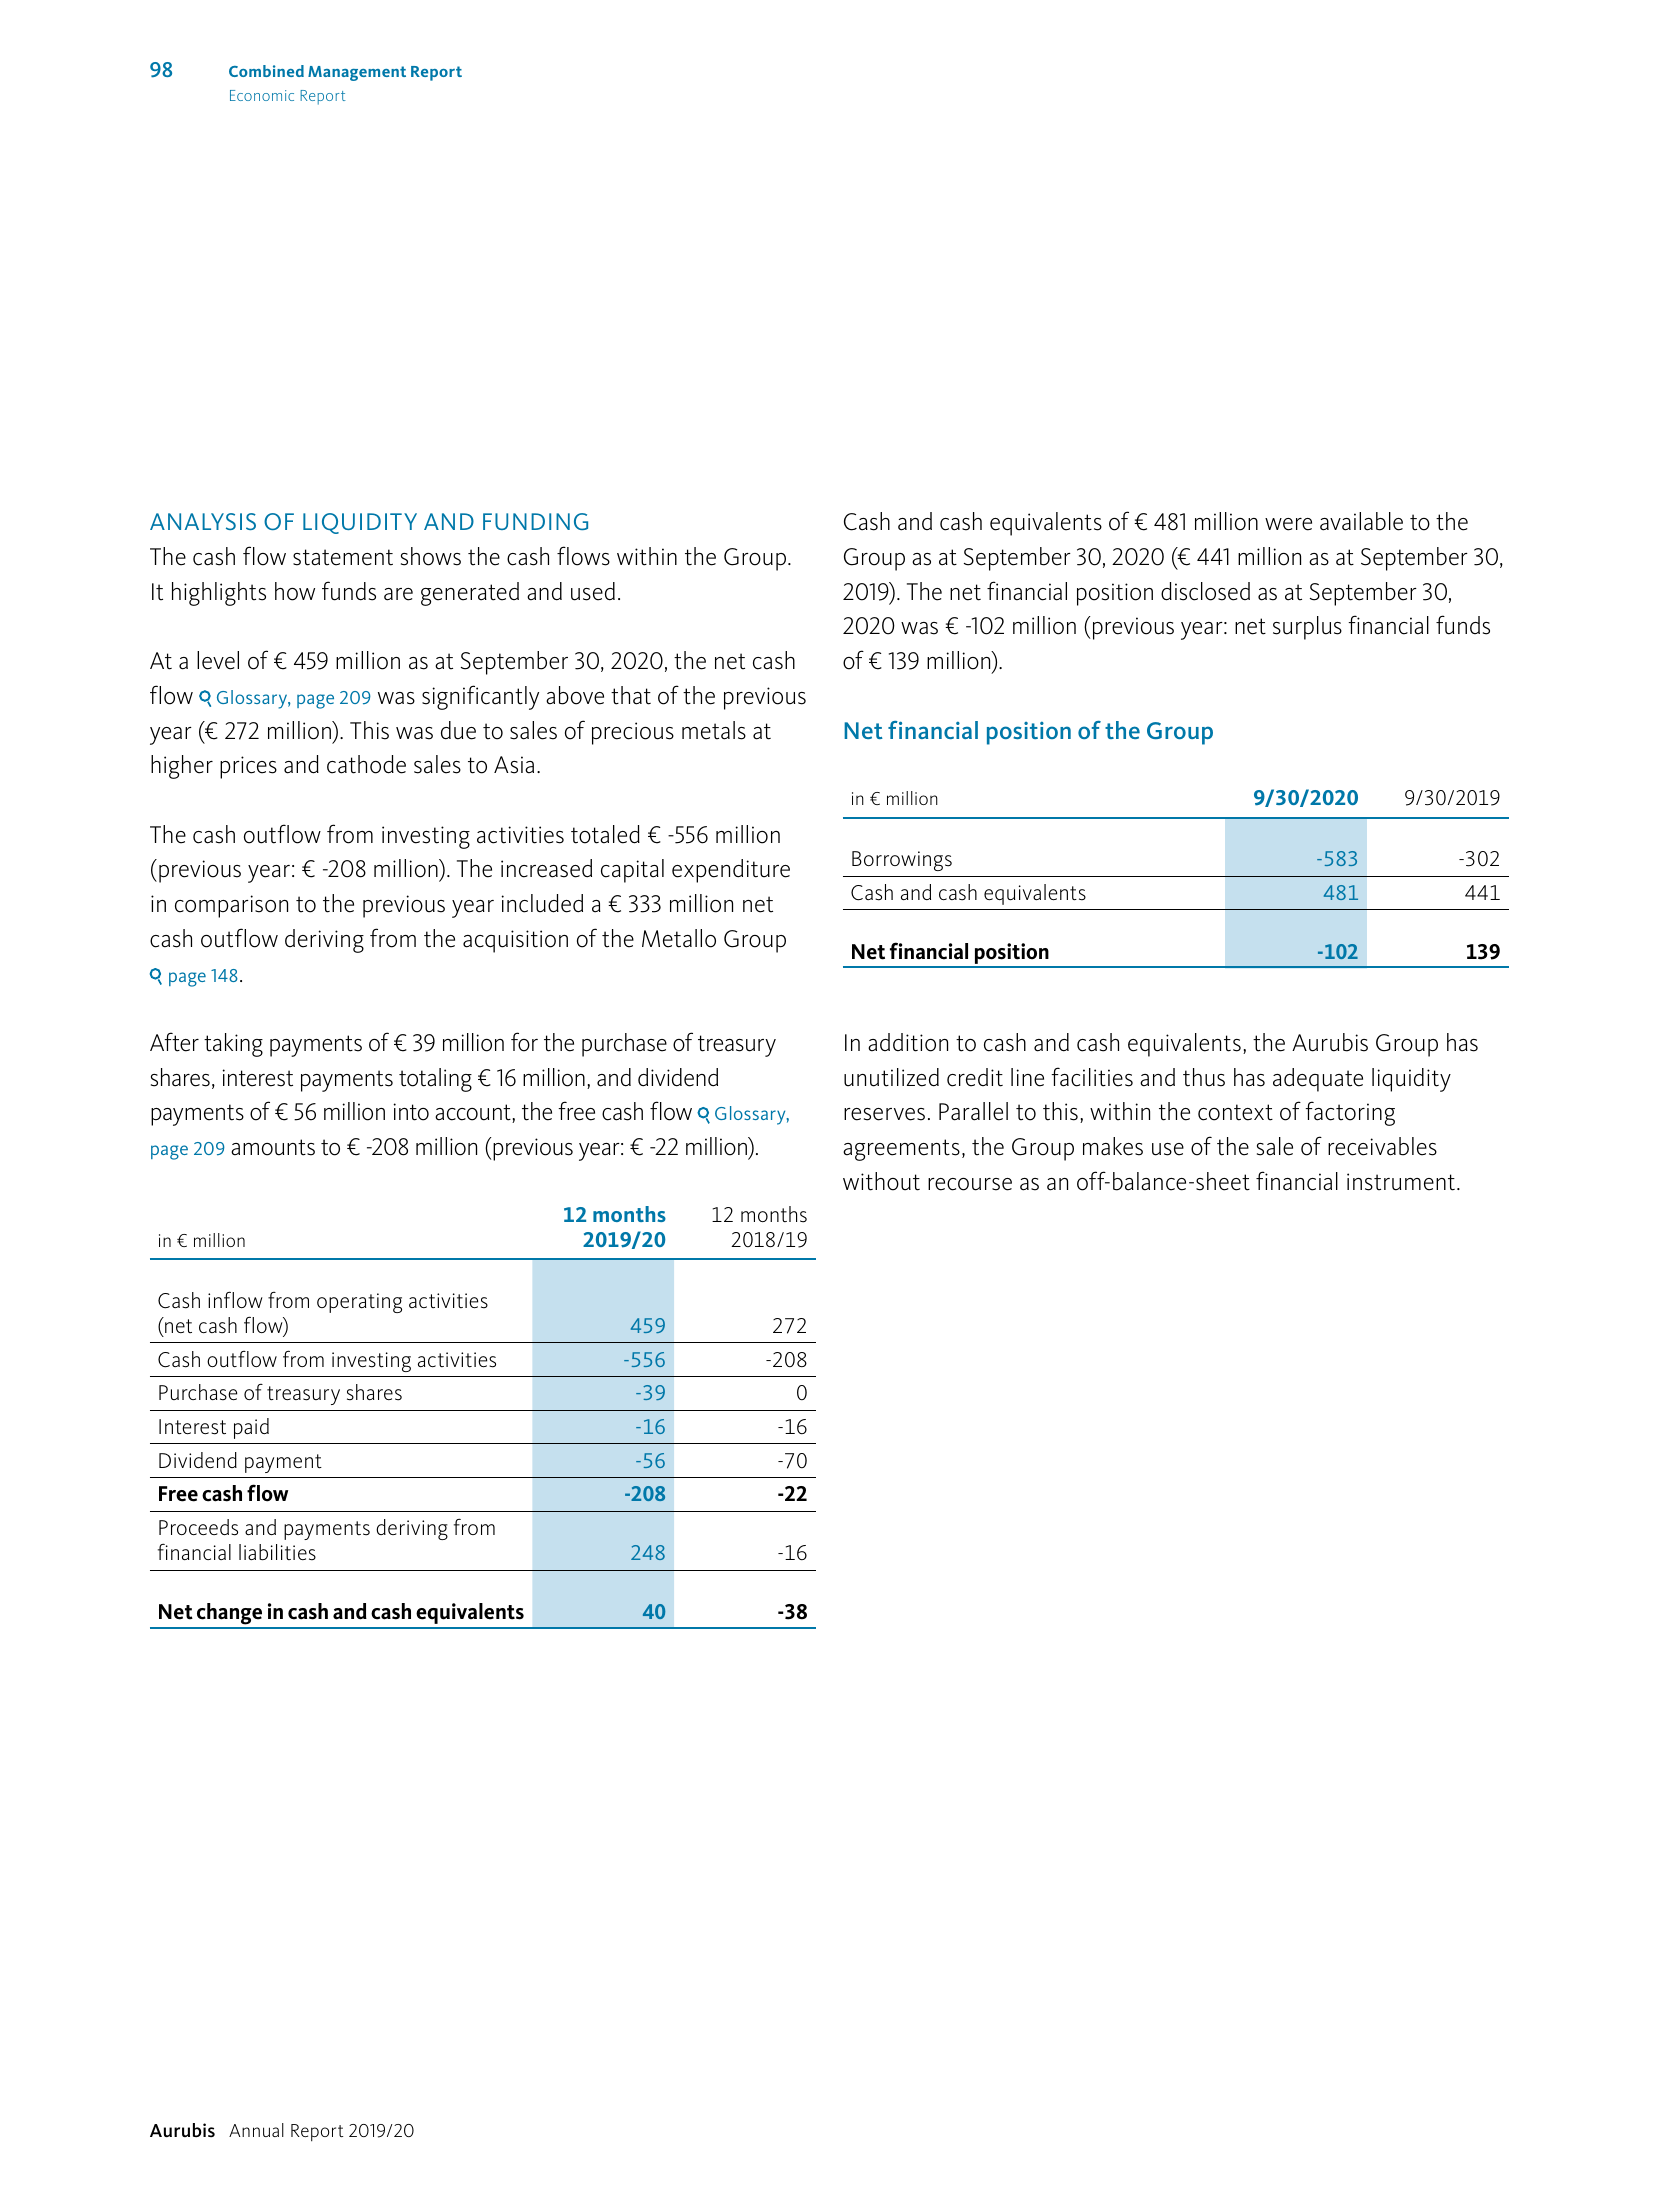 98 Combined Management Report
Economic Report
ANALYSIS OF LIQUIDITY AND FUNDING
The cash flow statement shows the cash flows within the Group.
It highlights how funds are generated and used.
At a level of € 459 million as at September 30, 2020, the net cash
flow Glossary, page 209 was significantly above that of the previous
year (€ 272 million). This was due to sales of precious metals at
higher prices and cathode sales to Asia.
The cash outflow from investing activities totaled € -556 million
(previous year: € -208 million). The increased capital expenditure
in comparison to the previous year included a € 333 million net
cash outflow deriving from the acquisition of the Metallo Group
page 148.
After taking payments of € 39 million for the purchase of treasury
shares, interest payments totaling € 16 million, and dividend
payments of € 56 million into account, the free cash flow Glossary,
page 209 amounts to € -208 million (previous year: € -22 million).
12 months 12 months
in € million 2019/20 2018/19
Cash inflow from operating activities
(net cash flow) 459 272
Cash outflow from investing activities -556 -208
Purchase of treasury shares -39 0
Interest paid -16 -16
Dividend payment -56 -70
Free cash flow -208 -22
Proceeds and payments deriving from
financial liabilities 248 -16
Net change in cash and cash equivalents 40 -38
Cash and cash equivalents of € 481 million were available to the
Group as at September 30, 2020 (€ 441 million as at September 30,
2019). The net financial position disclosed as at September 30,
2020 was € -102 million (previous year: net surplus financial funds
of € 139 million).
Net financial position of the Group
in € million 9/30/2020 9/30/2019
Borrowings -583 -302
Cash and cash equivalents 481 441
Net financial position -102 139
In addition to cash and cash equivalents, the Aurubis Group has
unutilized credit line facilities and thus has adequate liquidity
reserves. Parallel to this, within the context of factoring
agreements, the Group makes use of the sale of receivables
without recourse as an off-balance-sheet financial instrument.
Aurubis Annual Report 2019/20